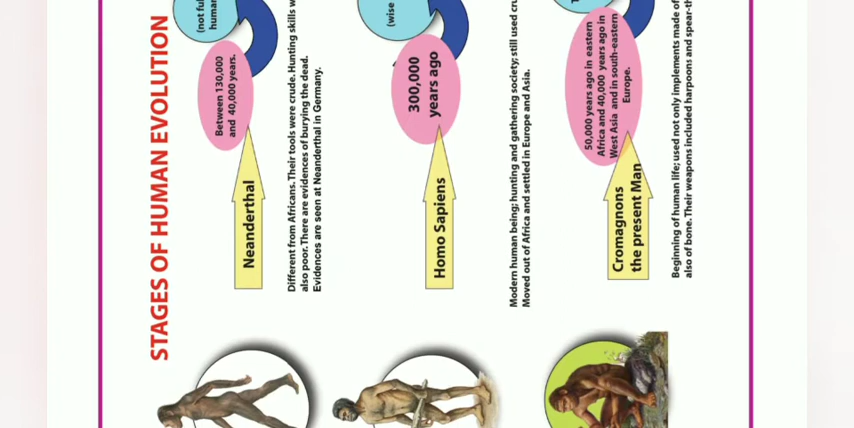 STAGES OF HUMAN EVOLUTION
Neanderthal
Between 130,000
and 40,000 years.
(not ful
human
Different from Africans. Their tools were crude. Hunting skills w
also poor. There are evidences of burying the dead.
Evidences are seen at Neanderthal in Germany.
Homo Sapiens
300,000
years ago
(wise
Modern human being; hunting and gathering society; still used cru
Moved out of Africa and settled in Europe and Asia.
Cromagnons
the present Man
50,000 years ago in eastern
Africa and 40,000 years ago in
West Asia and in south-eastern
Europe.
Beginning of human life; used not only implements made of
also of bone. Their weapons included harpoons and spear-th